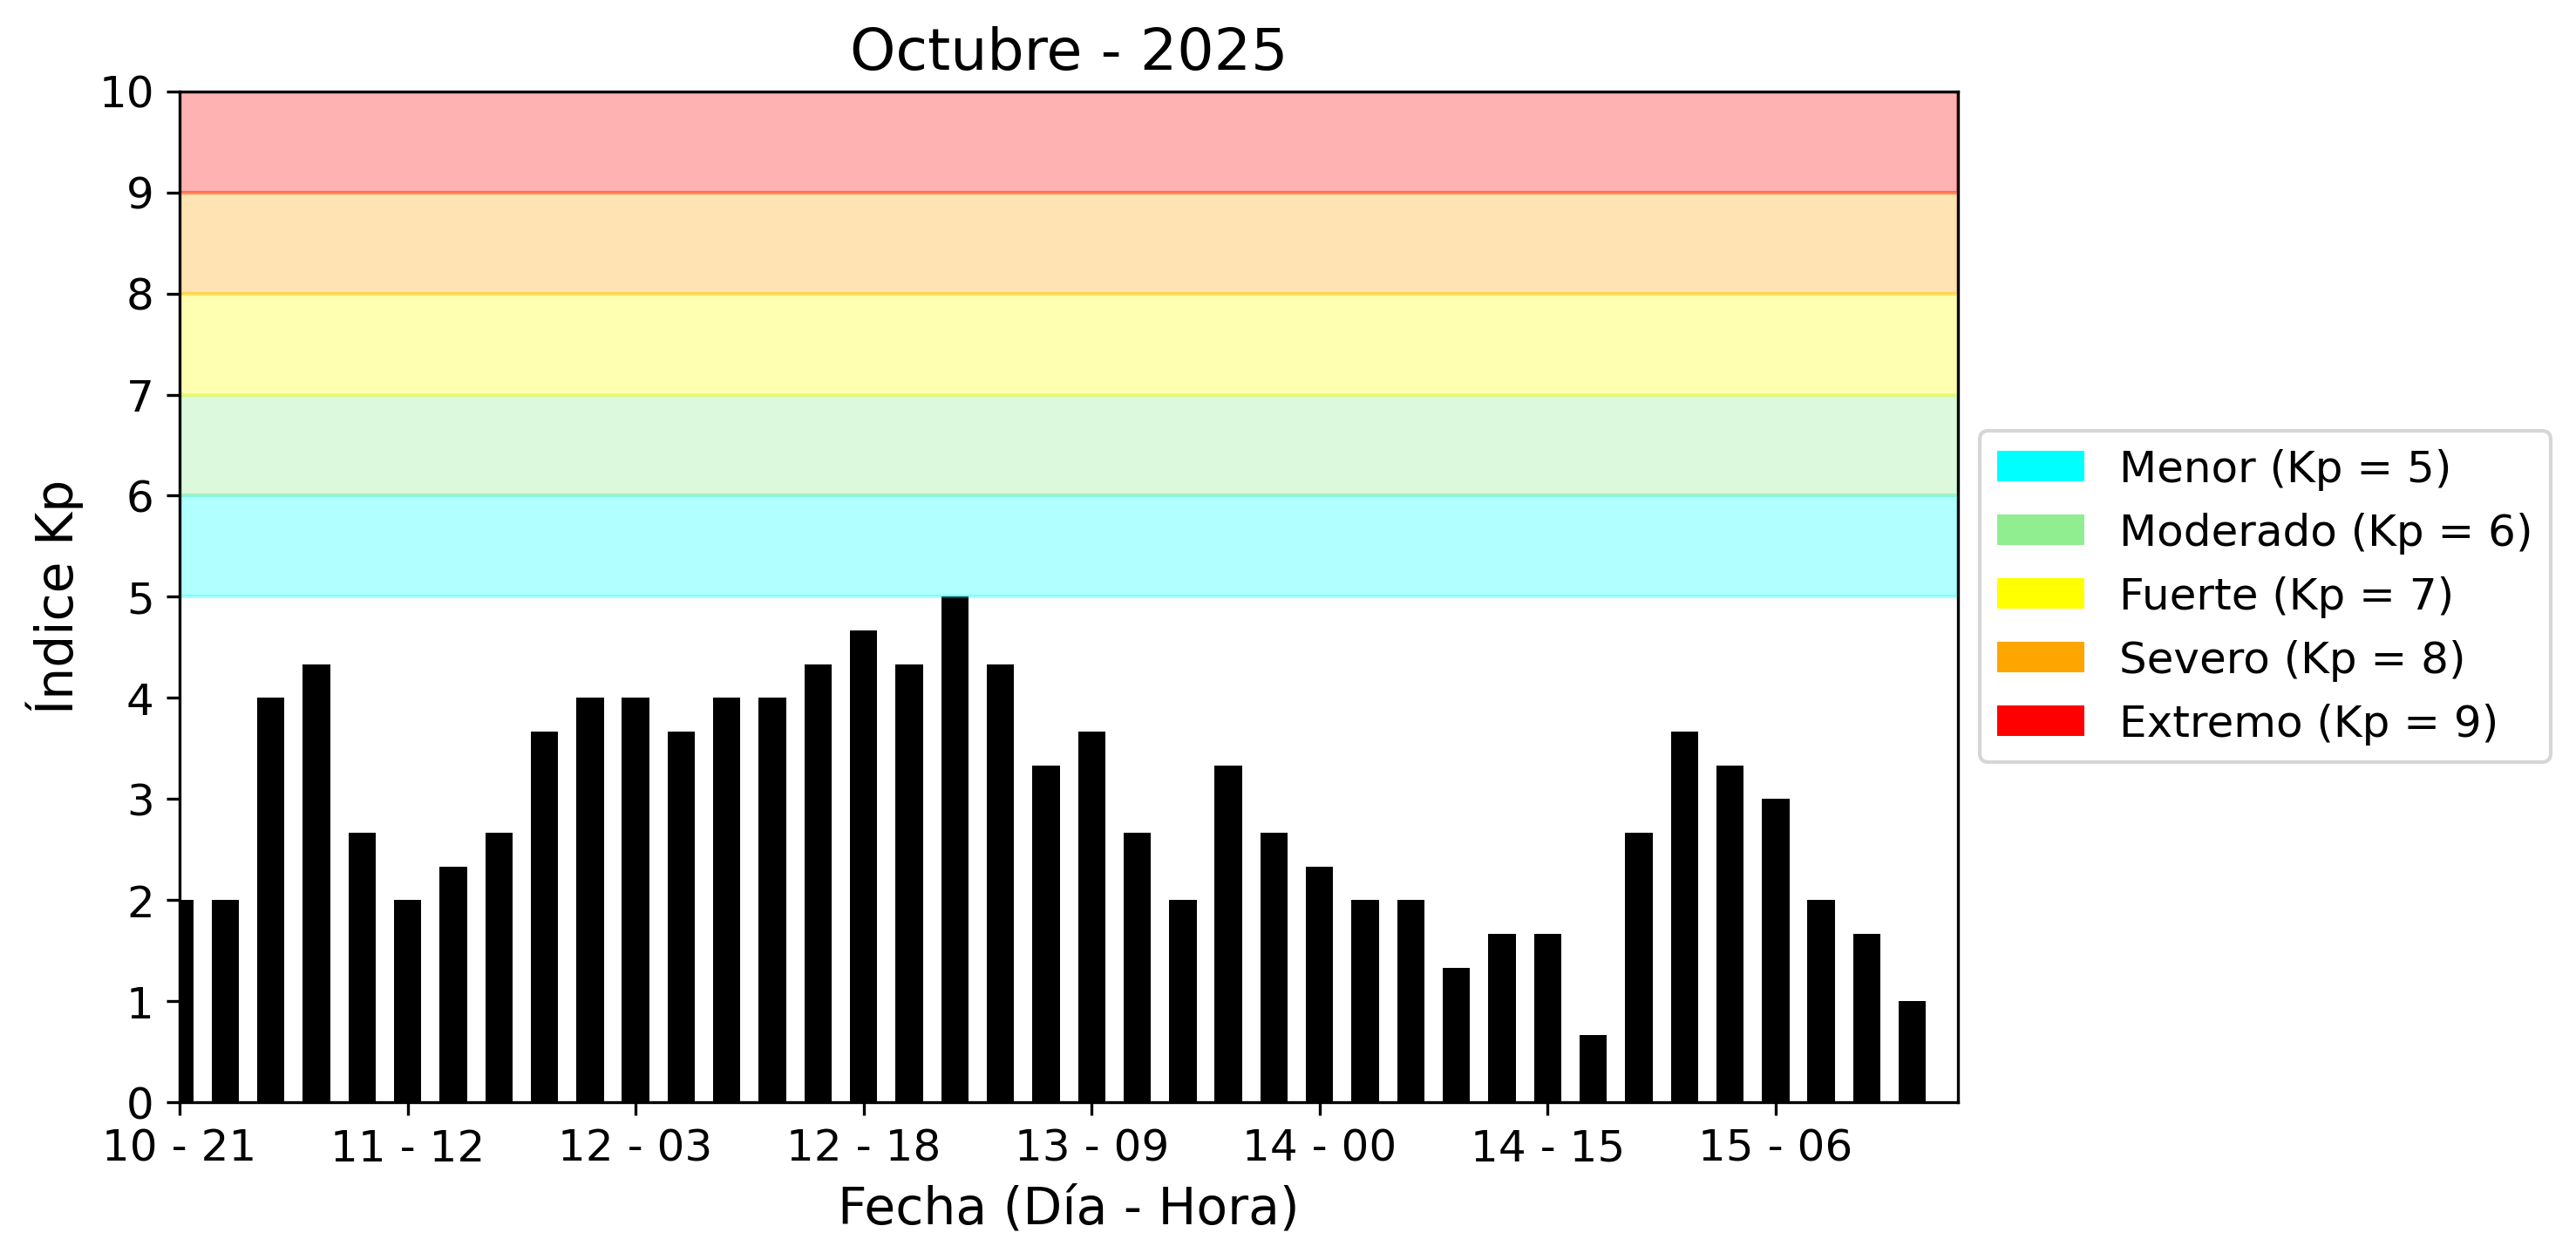 Octubre - 2025
Índice Kp
10
9
8
7
6
5
4
3
2
1
0
10 - 21
11 - 12
12 - 03
12 - 18
13 - 09
14 - 00
14 - 15
15 - 06
Fecha (Día - Hora)
Menor (Kp = 5)
Moderado (Kp = 6)
Fuerte (Kp = 7)
Severo (Kp = 8)
Extremo (Kp = 9)